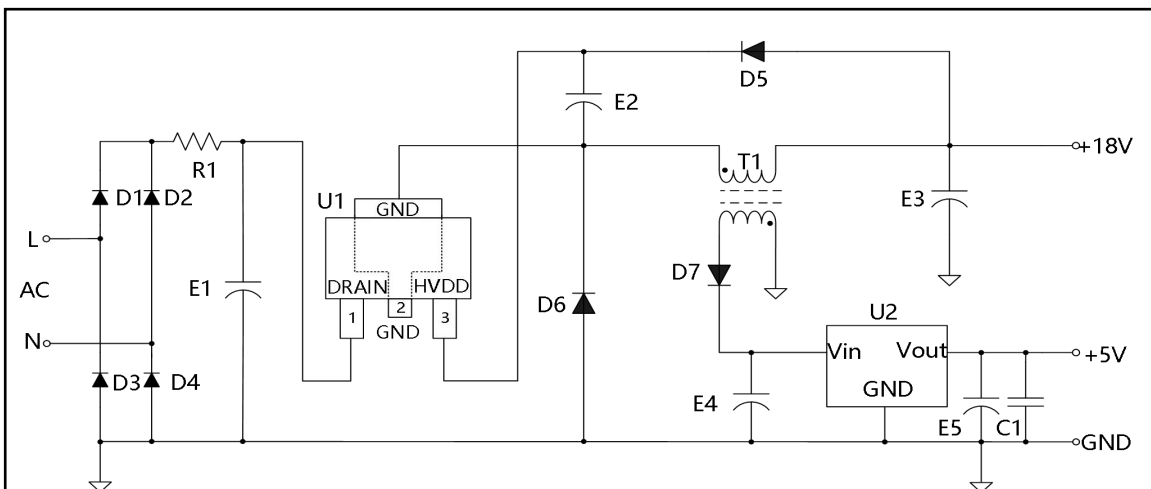 D5
E2
R1
T1
+18V
D1
D2
U1
GND
E3
L
AC
N
E1
DRAIN
HVDD
1
2
3
GND
D7
D6
U2
Vin
Vout
GND
+5V
D3
D4
E4
E5
C1
GND